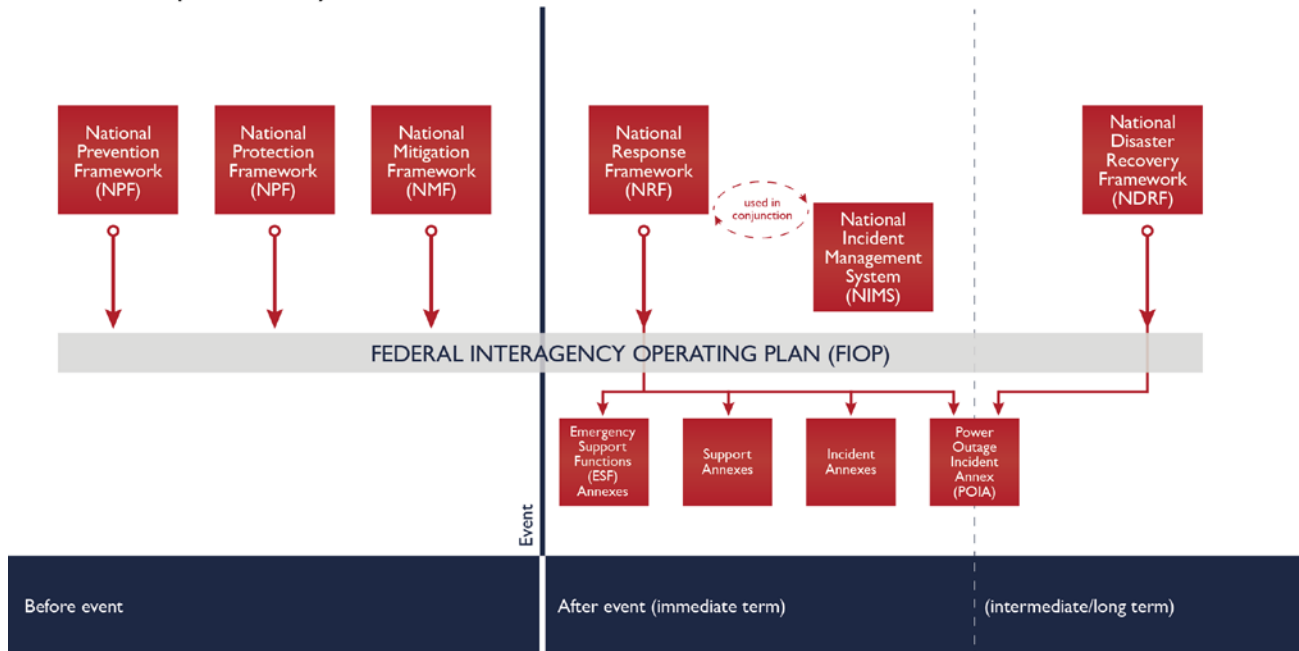 National
Prevention
Framework
(NPF)
National
Protection
Framework
(NPF)
National
Mitigation
Framework
(NMF)
National
Response
Framework
(NRF)
used in
conjunction
National
Incident
Management
System
(NIMS)
National
Disaster
Recovery
Framework
(NDRF)
FEDERAL INTERAGENCY OPERATING PLAN (FIOP)
Emergency
Support
Functions
(ESF)
Annexes
Support
Annexes
Incident
Annexes
Power
Outage
Incident
Annex
(POIA)
Event
Before event
After event (immediate term)
(intermediate/long term)